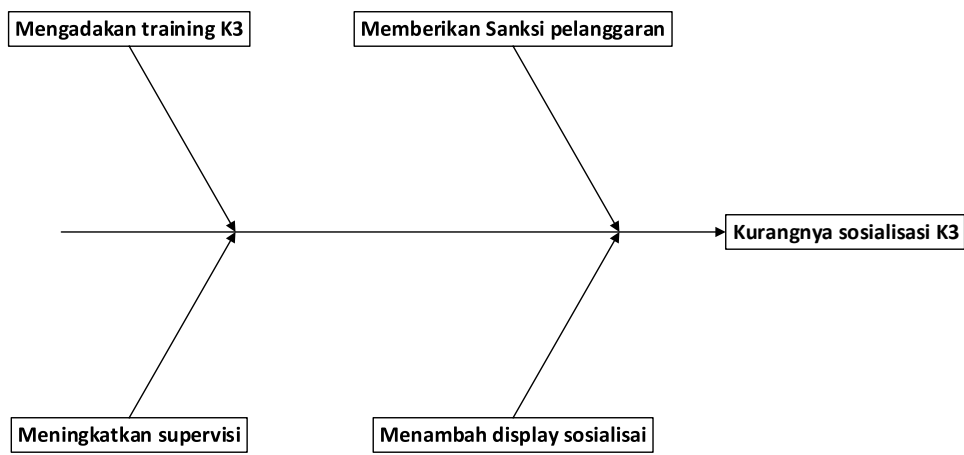 Mengadakan training K3
Memberikan Sanksi pelanggaran
Kurangnya sosialisasi K3
Meningkatkan supervisi
Menambah display sosialisai